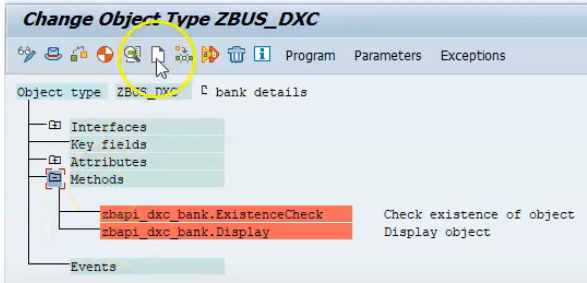 Change Object Type ZBUS_DXC
Program Parameters Exceptions
Object type ZBUS_DXC bank details
Interfaces
Key fields
Attributes
Methods
zbapi_dxc_bank.ExistenceCheck Check existence of object
zbapi_dxc_bank.Display Display object
Events